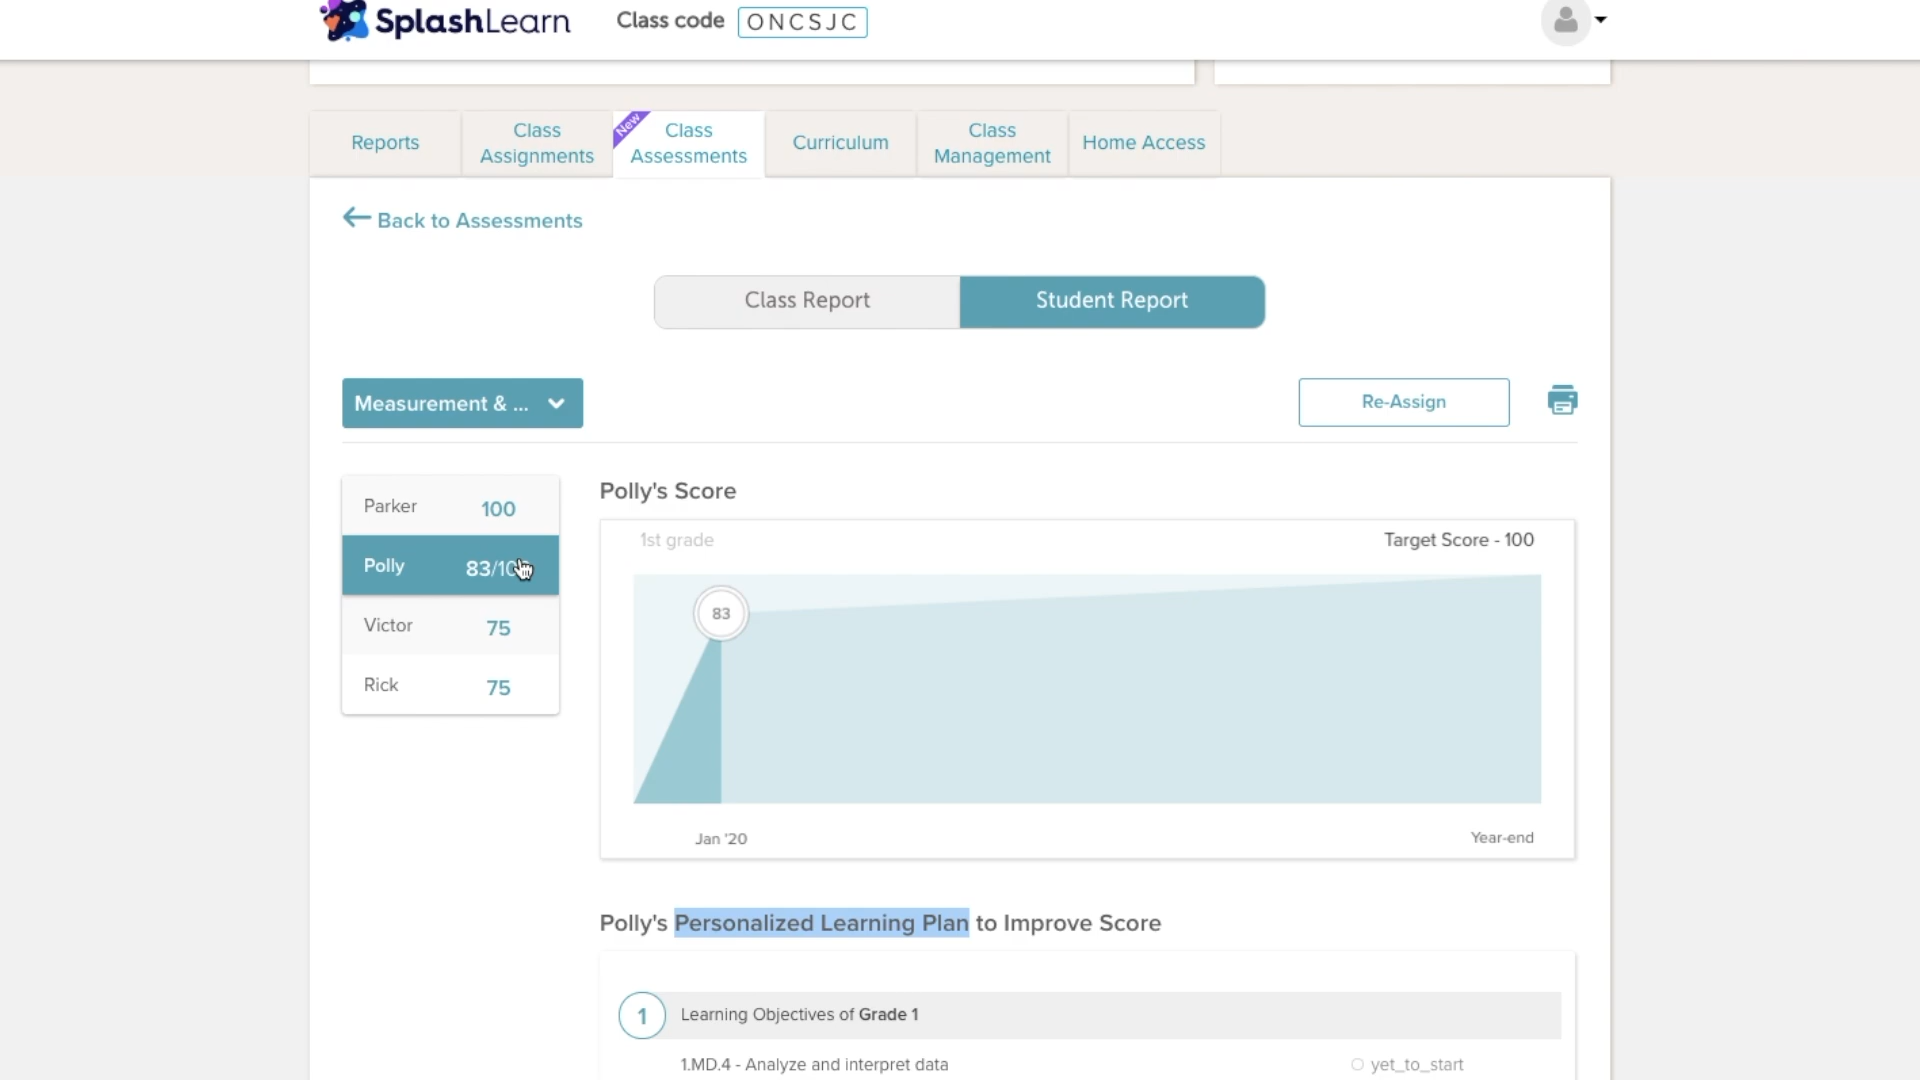 SplashLearn
Class code
ONCSJC
Reports
Class
Assignments
New
Class
Assessments
Curriculum
Class
Management
Home Access
Back to Assessments
Class Report
Student Report
Measurement & ...
Re-Assign
Parker 100
Polly
Victor 75
Rick 75
Polly's Score
1st grade
Target Score - 100
83
Jan '20
Year-end
Polly's Personalized Learning Plan to Improve Score
1
Learning Objectives of Grade 1
1.MD.4 - Analyze and interpret data
yet_to_start